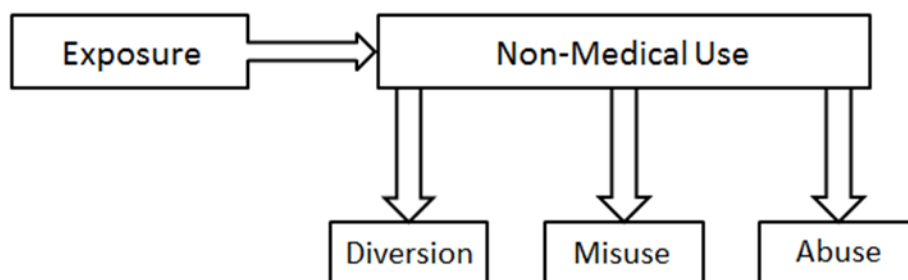 Exposure
Non-Medical Use
Diversion
Misuse
Abuse